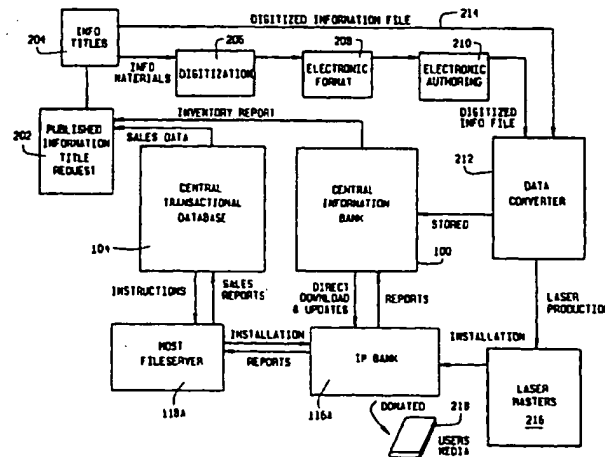 DIGITIZED INFORMATION FILE
214
INFO
TITLES
204
206
208
210
INFO
MATERIALS
DIGITIZATION
ELECTRONIC
FORMAT
ELECTRONIC
AUTHORING
INVENTORY REPORT
SALES DATA
202
PUBLISHED
INFORMATION
TITLE
REQUEST
DIGITIZED
INFO FILE
212
CENTRAL
TRANSACTIONAL
DATABASE
104
CENTRAL
INFORMATION
BANK
100
STORED
DATA
CONVERTER
INSTRUCTIONS
SALES
REPORTS
DIRECT
DOWNLOAD
& UPDATES
REPORTS
LASER
PRODUCTION
HOST
FILESERVER
118A
INSTALLATION
REPORTS
IP BANK
116A
INSTALLATION
LASER
MASTERS
216
DONATED
218
USERS
MEDIA